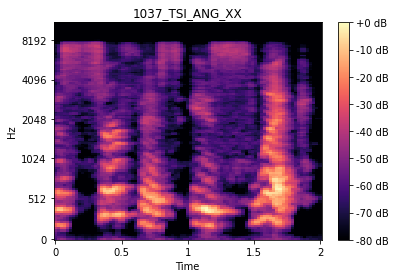 1037_TSI_ANG_XX
+0 dB
8192
-10 dB
4096
-20 dB
-30 dB
2048
Hz
-40 dB
1024
-50 dB
-60 dB
512
-70 dB
0
-80 dB
0
0.5
1
1.5
2
Time